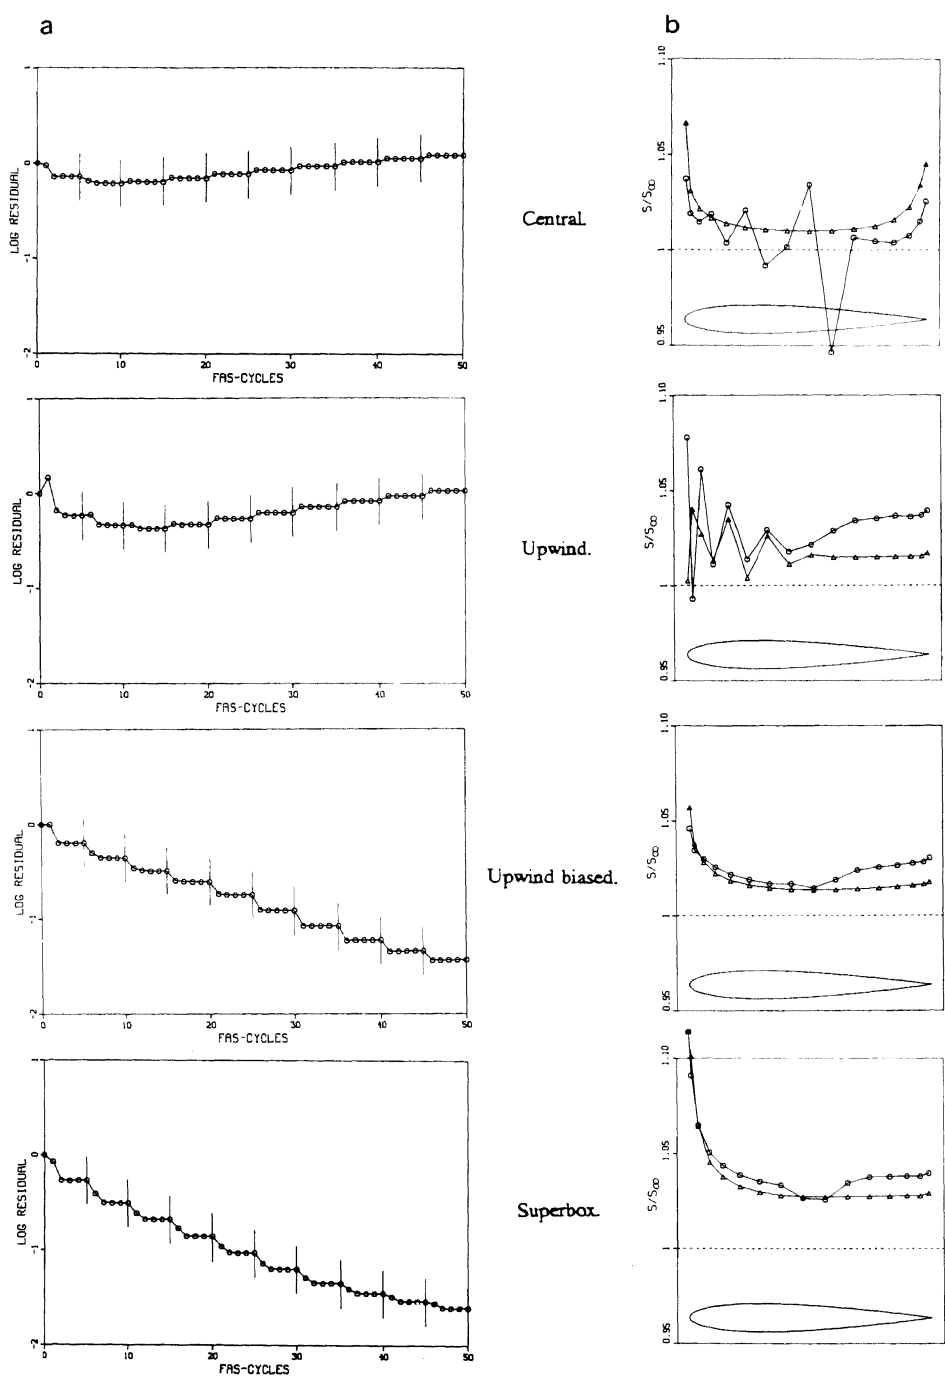 a
b
LOG RESIDUAL
0
-1
-2
0 10 20 30 40 50
FAS-CYCLES
Central.
S/S∞
1.10
1.05
1
0.95
LOG RESIDUAL
0
-1
-2
0 10 20 30 40 50
FAS-CYCLES
Upwind.
S/S∞
1.10
1.05
1
0.95
LOG RESIDUAL
0
-1
-2
0 10 20 30 40 50
FAS-CYCLES
Upwind biased.
S/S∞
1.10
1.05
1
0.95
LOG RESIDUAL
0
-1
-2
0 10 20 30 40 50
FAS-CYCLES
Superbox.
S/S∞
1.10
1.05
1
0.95